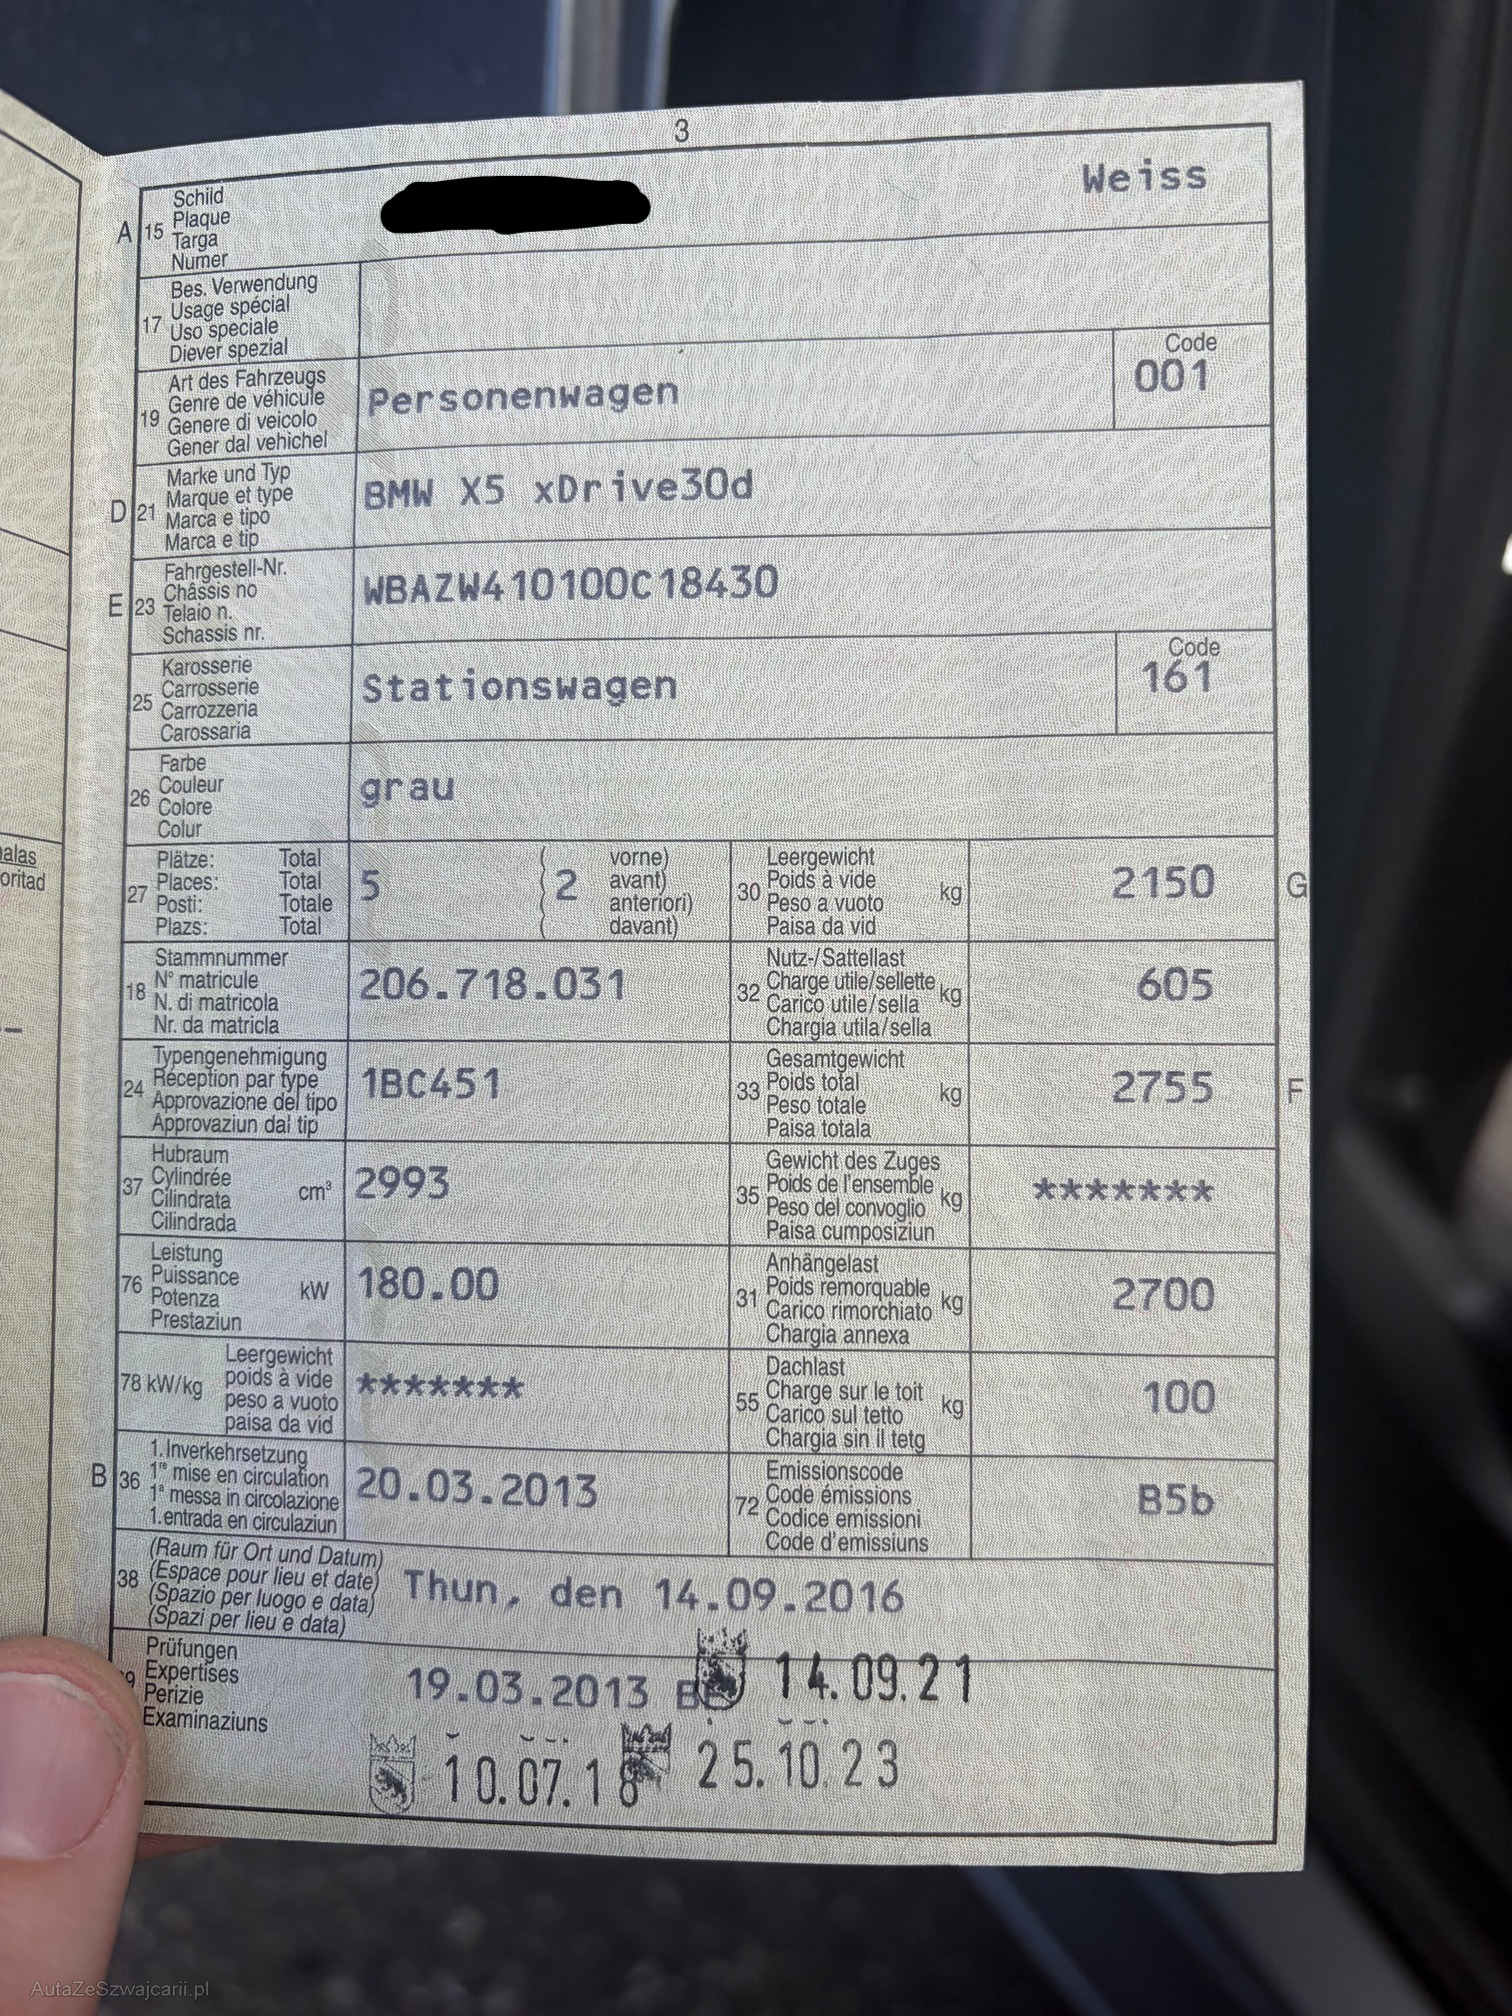 3
A 15 Schild
Plaque
Targa
Numer
Weiss
17 Bes. Verwendung
Usage spécial
Uso speciale
Diever spezial
19 Art des Fahrzeugs
Genre de véhicule
Genere di veicolo
Gener dal vehichel
Personenwagen
Code
001
D 21 Marke und Typ
Marque et type
Marca e tipo
Marca e tip
BMW X5 xDrive30d
E 23 Fahrgestell-Nr.
Châssis no
Telaio n.
Schassis nr.
WBAZW410100C18430
25 Karosserie
Carrosserie
Carrozzeria
Carossaria
Stationswagen
Code
161
26 Farbe
Couleur
Colore
Colur
grau
alas
oritad
27 Plätze: Total
Places: Total
Posti: Totale
Plazs: Total
5 ( 2 vorne)
( avant)
( anteriori)
( davant)
30 Leergewicht
Poids à vide
Peso a vuoto
Paisa da vid
kg
2150 G
18 Stammnummer
N° matricule
N. di matricola
Nr. da matricla
206.718.031
32 Nutz-/Sattellast
Charge utile/sellette
Carico utile/sella
Chargia utila/sella
kg
605
24 Typengenehmigung
Réception par type
Approvazione del tipo
Approvaziun dal tip
1BC451
33 Gesamtgewicht
Poids total
Peso totale
Paisa totala
kg
2755 F
37 Hubraum
Cylindrée
Cilindrata
Cilindrada
cm³
2993
35 Gewicht des Zuges
Poids de l'ensemble
Peso del convoglio
Paisa cumposiziun
kg
*******
76 Leistung
Puissance
Potenza
Prestaziun
kW
180.00
31 Anhängelast
Poids remorquable
Carico rimorchiato
Chargia annexa
kg
2700
78 kW/kg Leergewicht
poids à vide
peso a vuoto
paisa da vid
*******
55 Dachlast
Charge sur le toit
Carico sul tetto
Chargia sin il tetg
kg
100
B 36 1. Inverkehrsetzung
1re mise en circulation
1a messa in circolazione
1. entrada en circulaziun
20.03.2013
72 Emissionscode
Code émissions
Codice emissioni
Code d'emissiuns
B5b
38 (Raum für Ort und Datum)
(Espace pour lieu et date)
(Spazio per luogo e data)
(Spazi per lieu e data)
Thun, den 14.09.2016
9 Prüfungen
Expertises
Perizie
Examinaziuns
19.03.2013 14.09.21
10.07.18 25.10.23
AutaZeSzwajcarii.pl